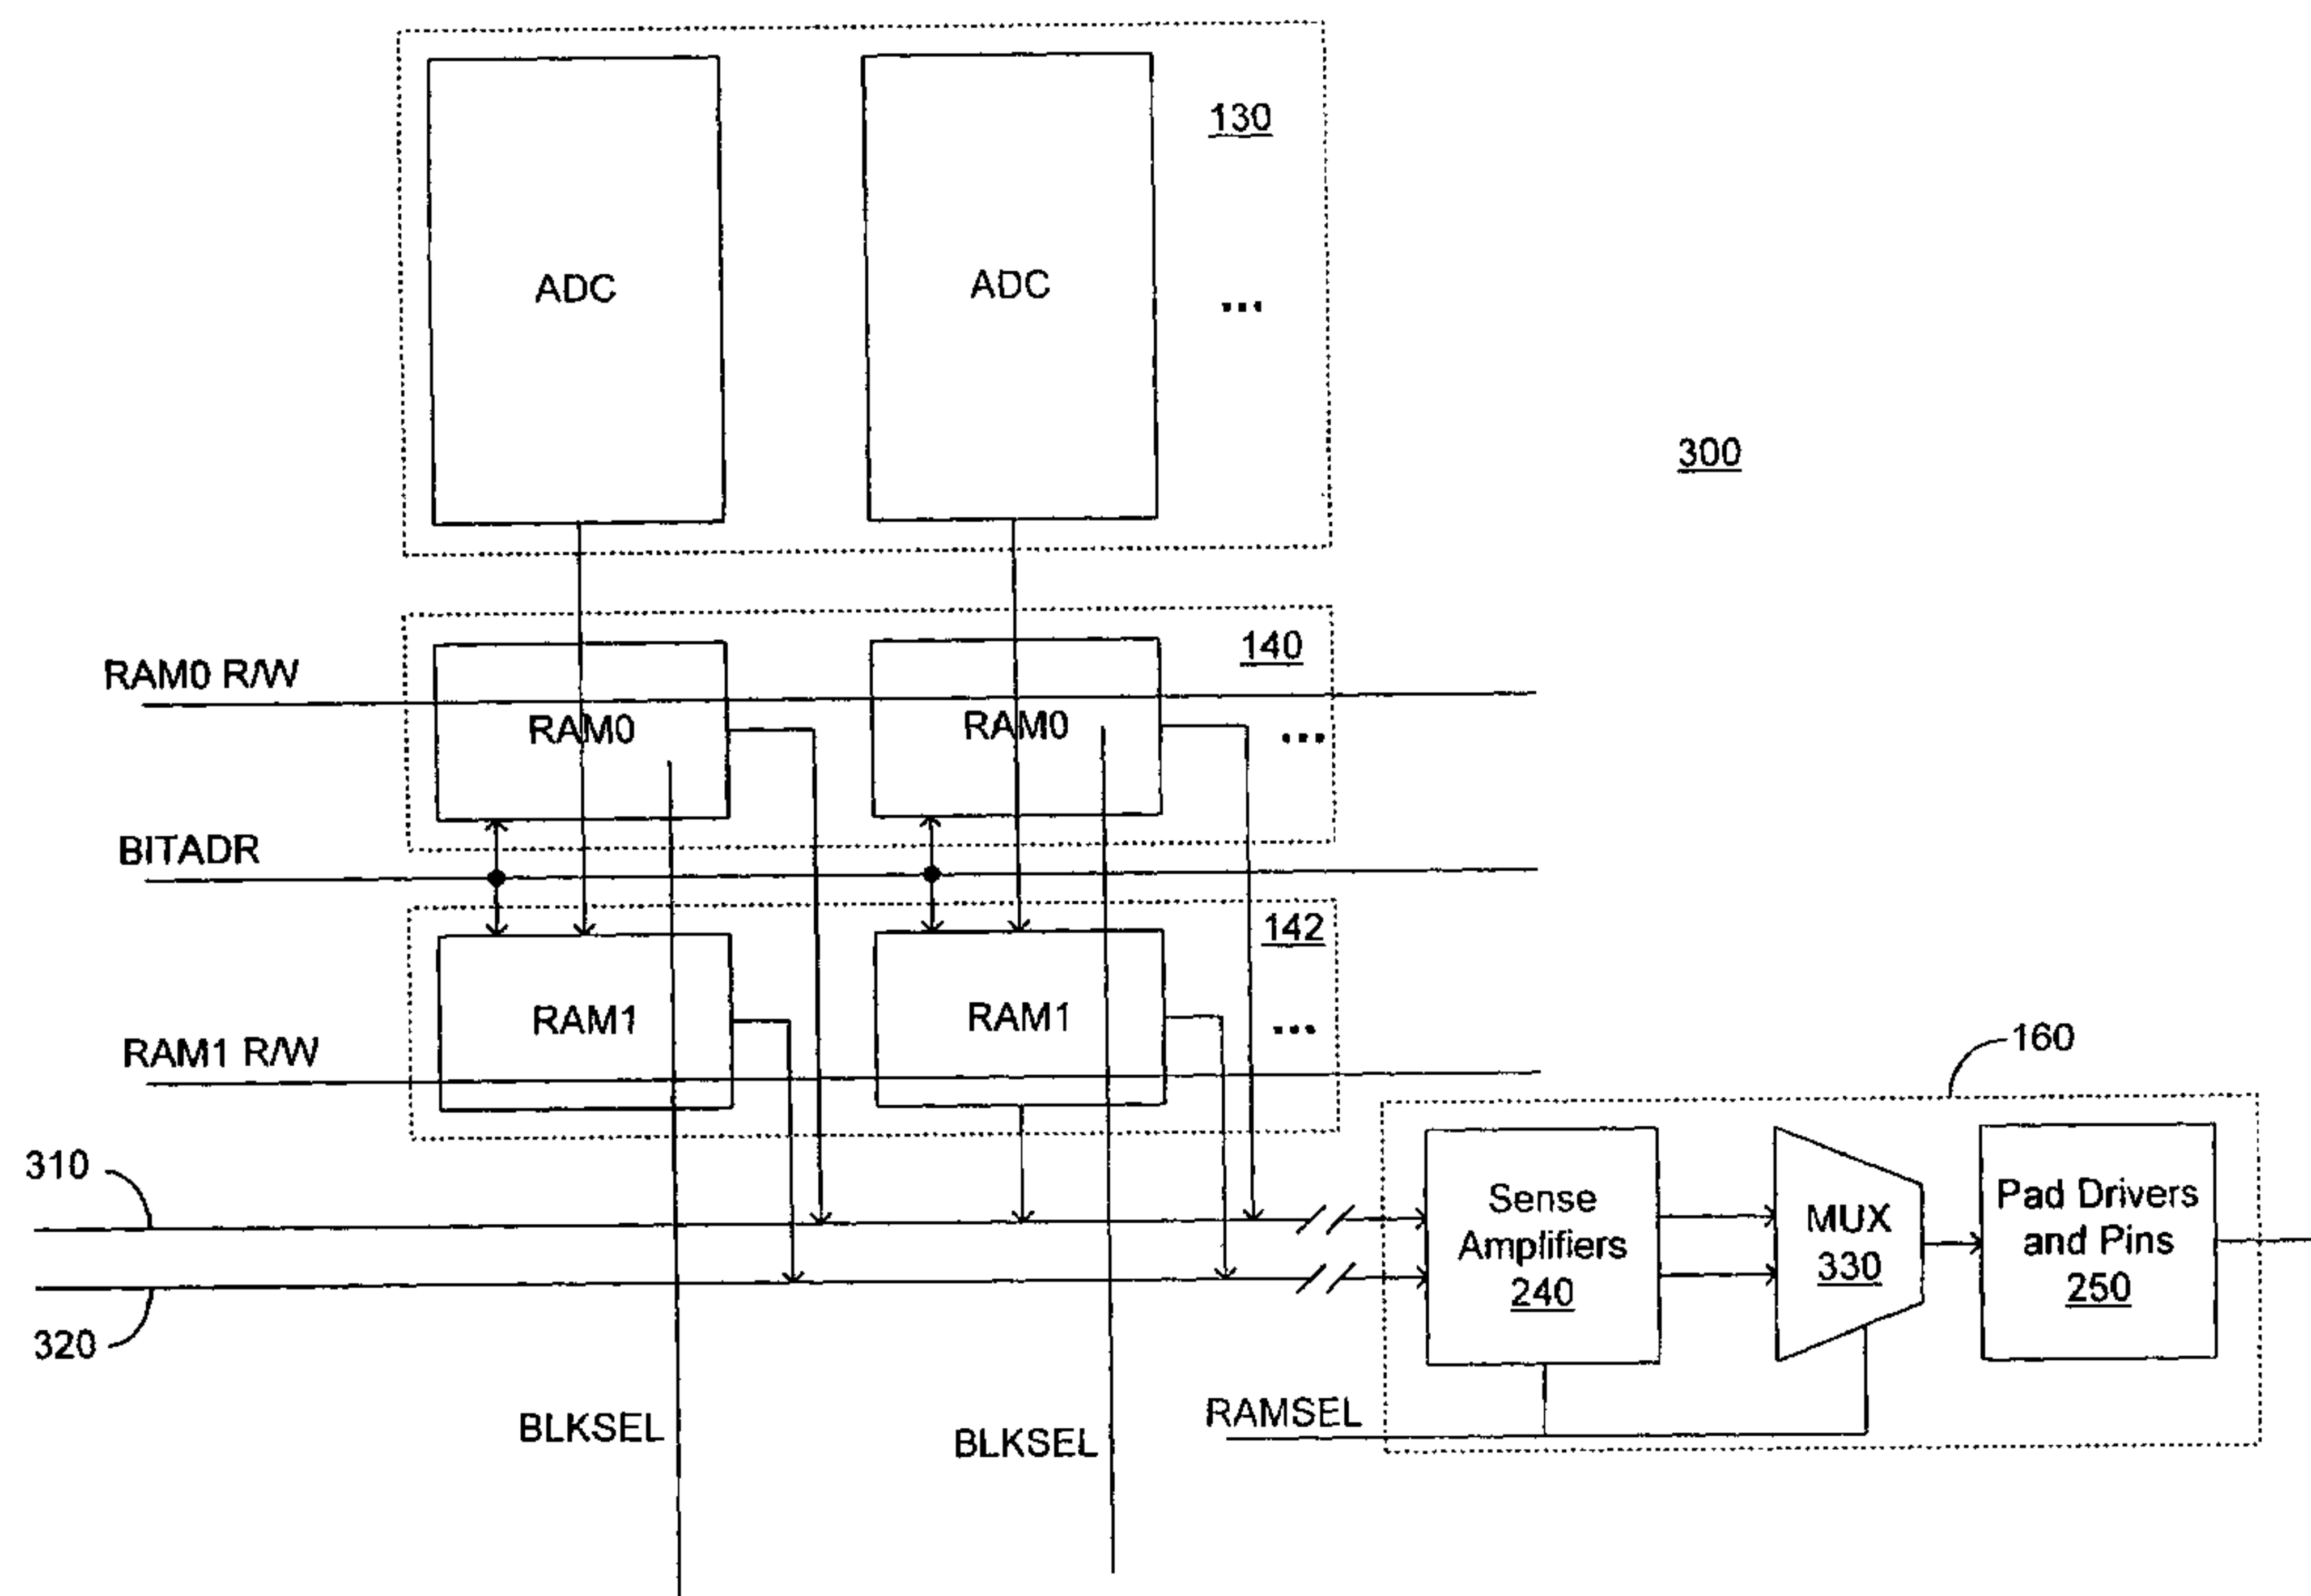 130
ADC
ADC
...
300
140
RAM0 R/W
RAM0
RAM0
...
BITADR
142
RAM1
RAM1
...
RAM1 R/W
160
310
Sense
Amplifiers
240
MUX
330
Pad Drivers
and Pins
250
320
RAMSEL
BLKSEL
BLKSEL